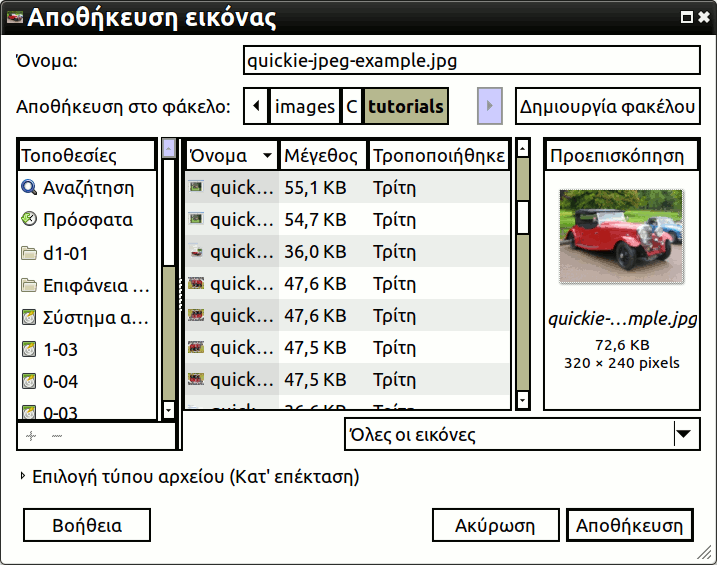 Αποθήκευση εικόνας
Όνομα: quickie-jpeg-example.jpg
Αποθήκευση στο φάκελο: images C tutorials Δημιουργία φακέλου
Τοποθεσίες
Αναζήτηση
Πρόσφατα
d1-01
Επιφάνεια ...
Σύστημα α...
1-03
0-04
0-03
Όνομα Μέγεθος Τροποποιήθηκε
quick... 55,1 KB Τρίτη
quick... 54,7 KB Τρίτη
quick... 36,0 KB Τρίτη
quick... 47,6 KB Τρίτη
quick... 47,6 KB Τρίτη
quick... 47,5 KB Τρίτη
quick... 47,5 KB Τρίτη
Προεπισκόπηση
quickie-...mple.jpg
72,6 KB
320 × 240 pixels
Όλες οι εικόνες
Επιλογή τύπου αρχείου (Κατ' επέκταση)
Βοήθεια Ακύρωση Αποθήκευση